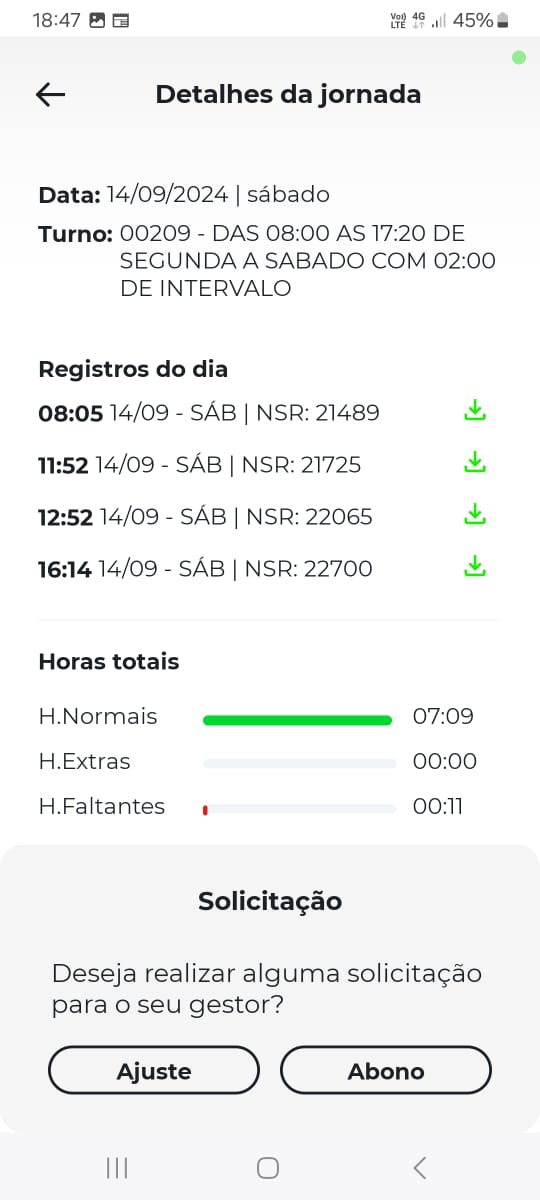 18:47 Vo)) LTE 4G 45%
Detalhes da jornada
Data: 14/09/2024 | sábado
Turno: 00209 - DAS 08:00 AS 17:20 DE
SEGUNDA A SABADO COM 02:00
DE INTERVALO
Registros do dia
08:05 14/09 - SÁB | NSR: 21489
11:52 14/09 - SÁB | NSR: 21725
12:52 14/09 - SÁB | NSR: 22065
16:14 14/09 - SÁB | NSR: 22700
Horas totais
H.Normais 07:09
H.Extras 00:00
H.Faltantes 00:11
Solicitação
Deseja realizar alguma solicitação
para o seu gestor?
Ajuste Abono